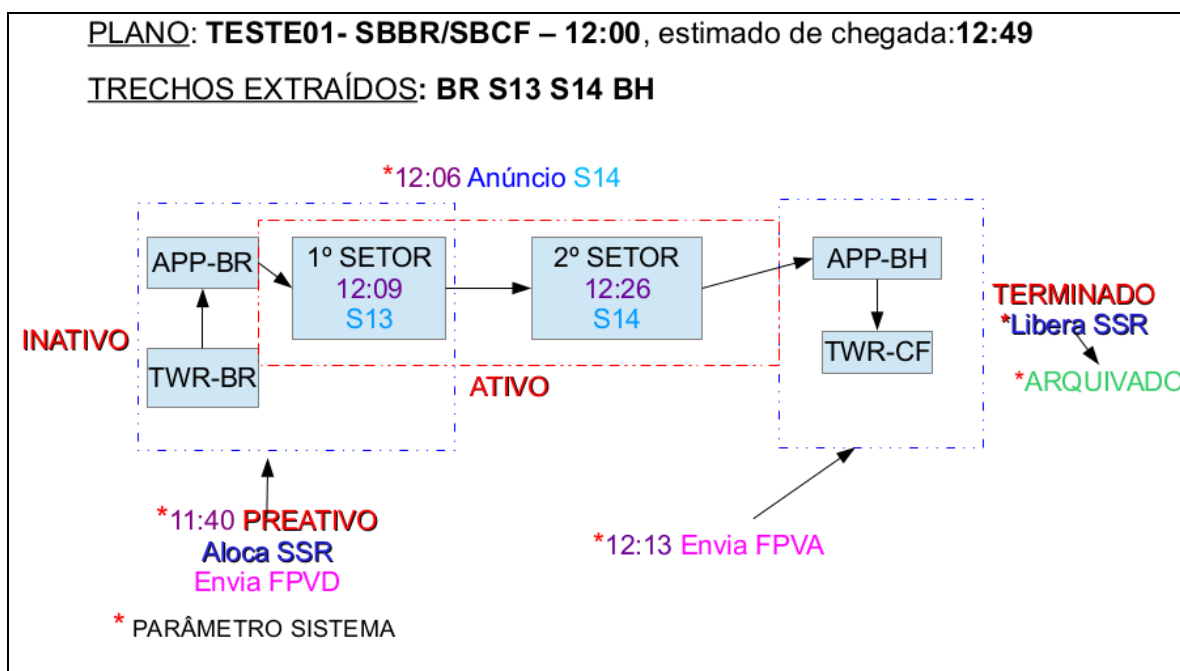 PLANO: TESTE01- SBBR/SBCF – 12:00, estimado de chegada:12:49
TRECHOS EXTRAÍDOS: BR S13 S14 BH
*12:06 Anúncio S14
APP-BR
1º SETOR
12:09
S13
2º SETOR
12:26
S14
APP-BH
INATIVO
TWR-BR
ATIVO
TWR-CF
TERMINADO
*Libera SSR
*ARQUIVADO
*11:40 PREATIVO
Aloca SSR
Envia FPVD
*12:13 Envia FPVA
* PARÂMETRO SISTEMA